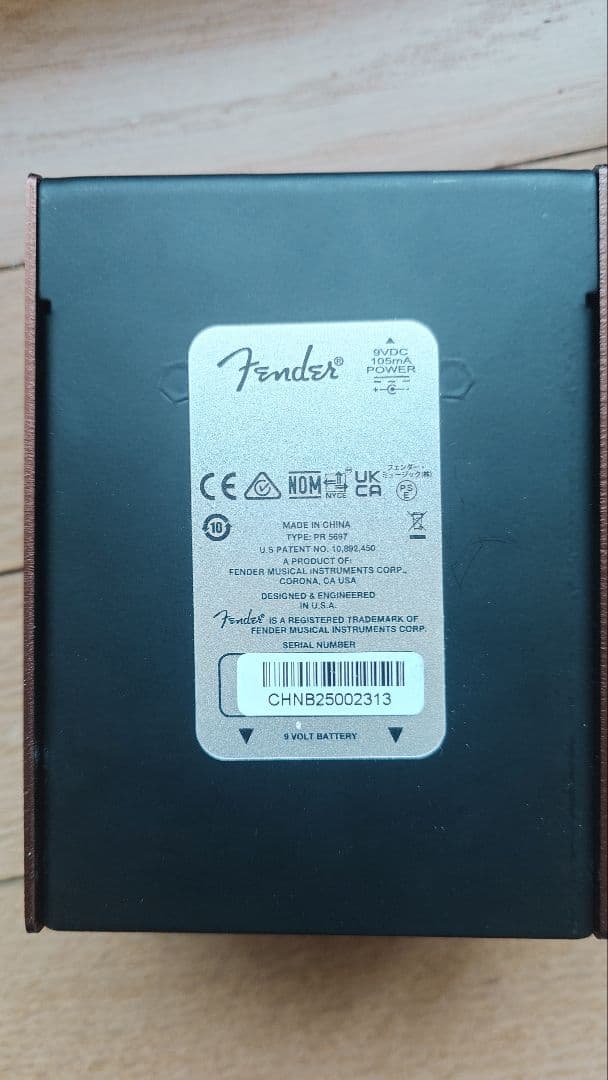 Fender®
9VDC
105mA
POWER
CE
NOM
NYCE
UK
CA
フェンダー・
ミュージック(株)
PS
E
10
MADE IN CHINA
TYPE: PR 5697
U.S PATENT NO. 10,892,450
A PRODUCT OF:
FENDER MUSICAL INSTRUMENTS CORP.,
CORONA, CA USA
DESIGNED & ENGINEERED
IN U.S.A.
Fender® IS A REGISTERED TRADEMARK OF
FENDER MUSICAL INSTRUMENTS CORP.
SERIAL NUMBER
CHNB25002313
9 VOLT BATTERY